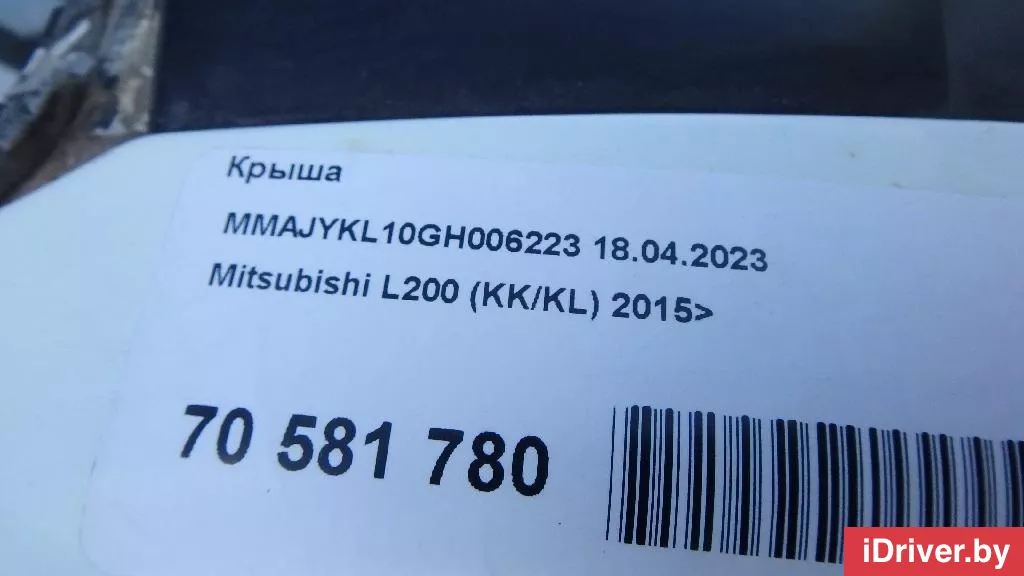 Крыша
MMAJYKL10GH006223 18.04.2023
Mitsubishi L200 (KK/KL) 2015>
70 581 780
iDriver.by